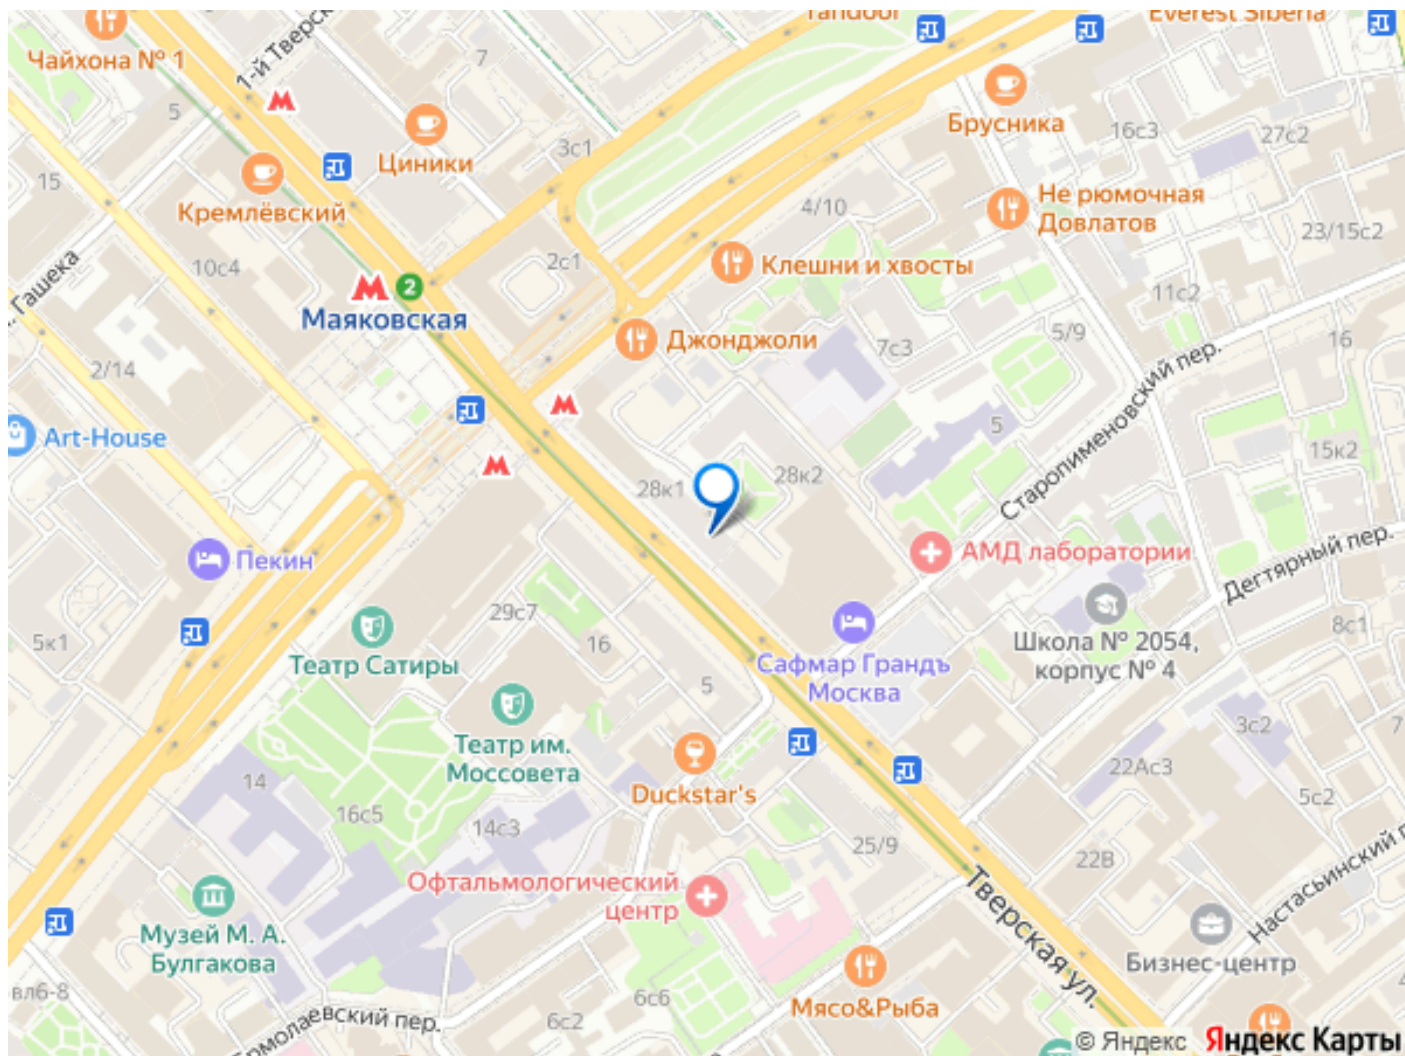 Tandoor
Everest Siberia
Чайхона № 1
1-й Тверск
7
5
Брусника
16с3
27с2
Циники
3с1
15
Кремлёвский
4/10
Не рюмочная
Довлатов
23/15с2
10с4
2с1
Клешни и хвосты
. Гашека
2
11с2
Маяковская
Джонджоли
7с3
5/9
16
2/14
Старопименовский пер.
Art-House
5
15к2
28к1
28к2
Пекин
АМД лаборатории
Дегтярный пер.
29с7
Школа № 2054,
корпус № 4
8с1
5к1
Театр Сатиры
16
Сафмар Грандъ
Москва
5
3с2
7
Театр им.
Моссовета
22Ас3
14
Duckstar's
5с2
16с5
14с3
25/9
22В
Настасьинский п
Офтальмологический
центр
Тверская ул.
Музей М. А.
Булгакова
Бизнес-центр
вл6-8
6с6
Мясо&Рыба
рмолаевский пер.
6с2
© Яндекс
Яндекс Карты